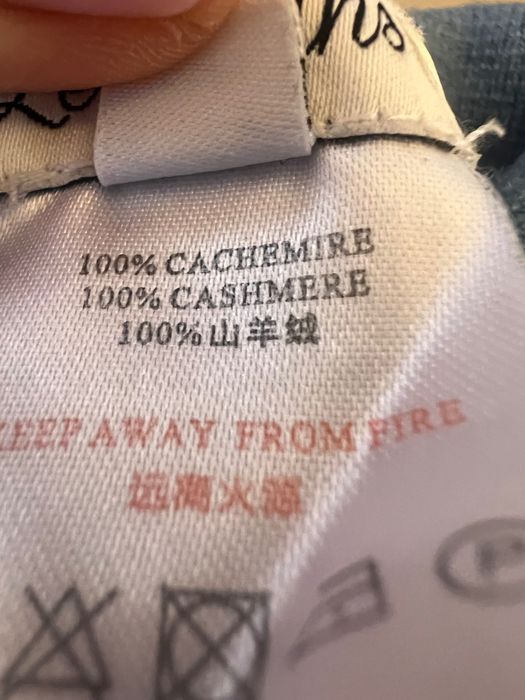 100% CACHEMIRE
100% CASHMERE
100%山羊绒
KEEP AWAY FROM FIRE
远离火源
P